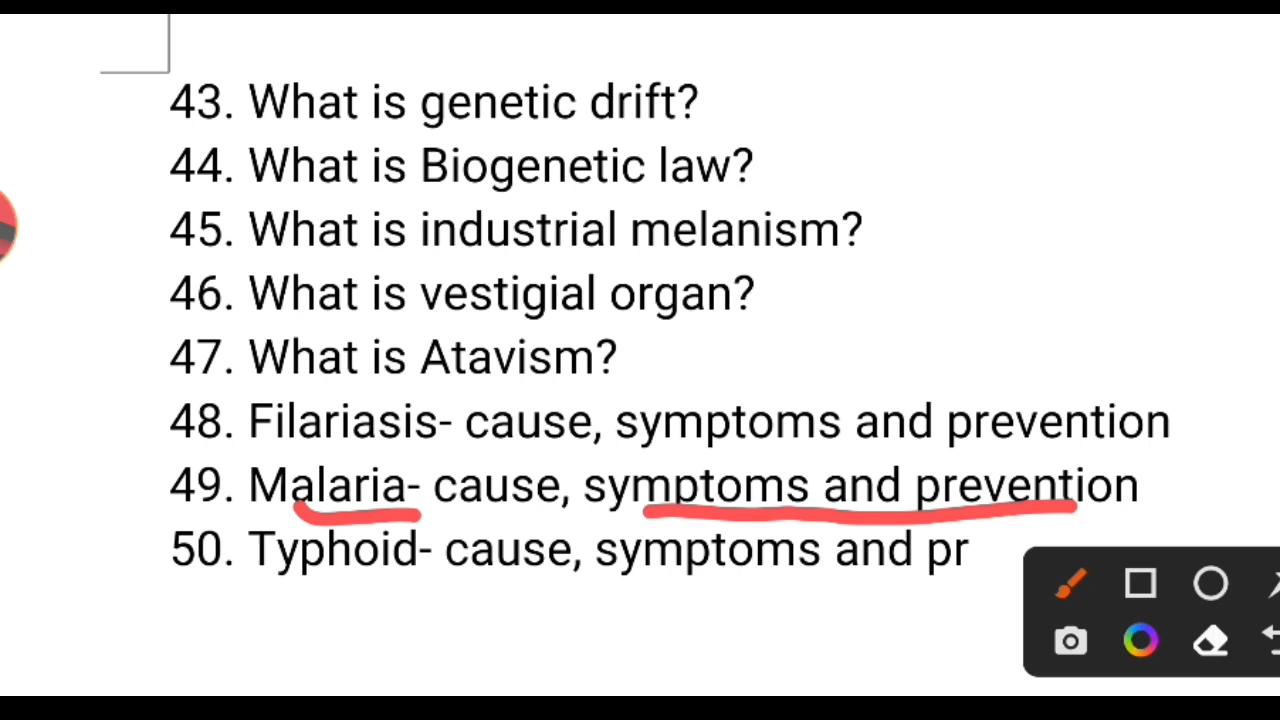 43. What is genetic drift?
44. What is Biogenetic law?
45. What is industrial melanism?
46. What is vestigial organ?
47. What is Atavism?
48. Filariasis- cause, symptoms and prevention
49. Malaria- cause, symptoms and prevention
50. Typhoid- cause, symptoms and pr